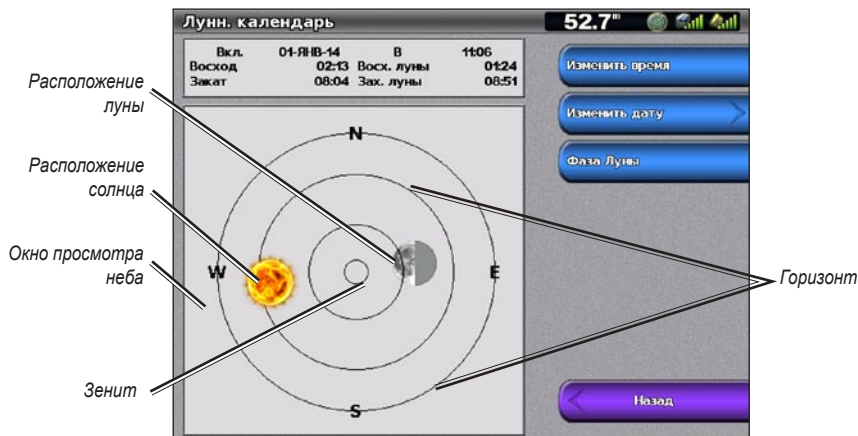 Лунн. календарь
52.7"
Вкл. 01-ЯНВ-14 В 11:06
Восход 02:13 Восх. луны 01:24
Закат 08:04 Зах. луны 08:51
Изменить время
Изменить дату
Фаза Луны
Расположение
луны
Расположение
солнца
Окно просмотра
неба
Зенит
N
W
E
S
Горизонт
Назад